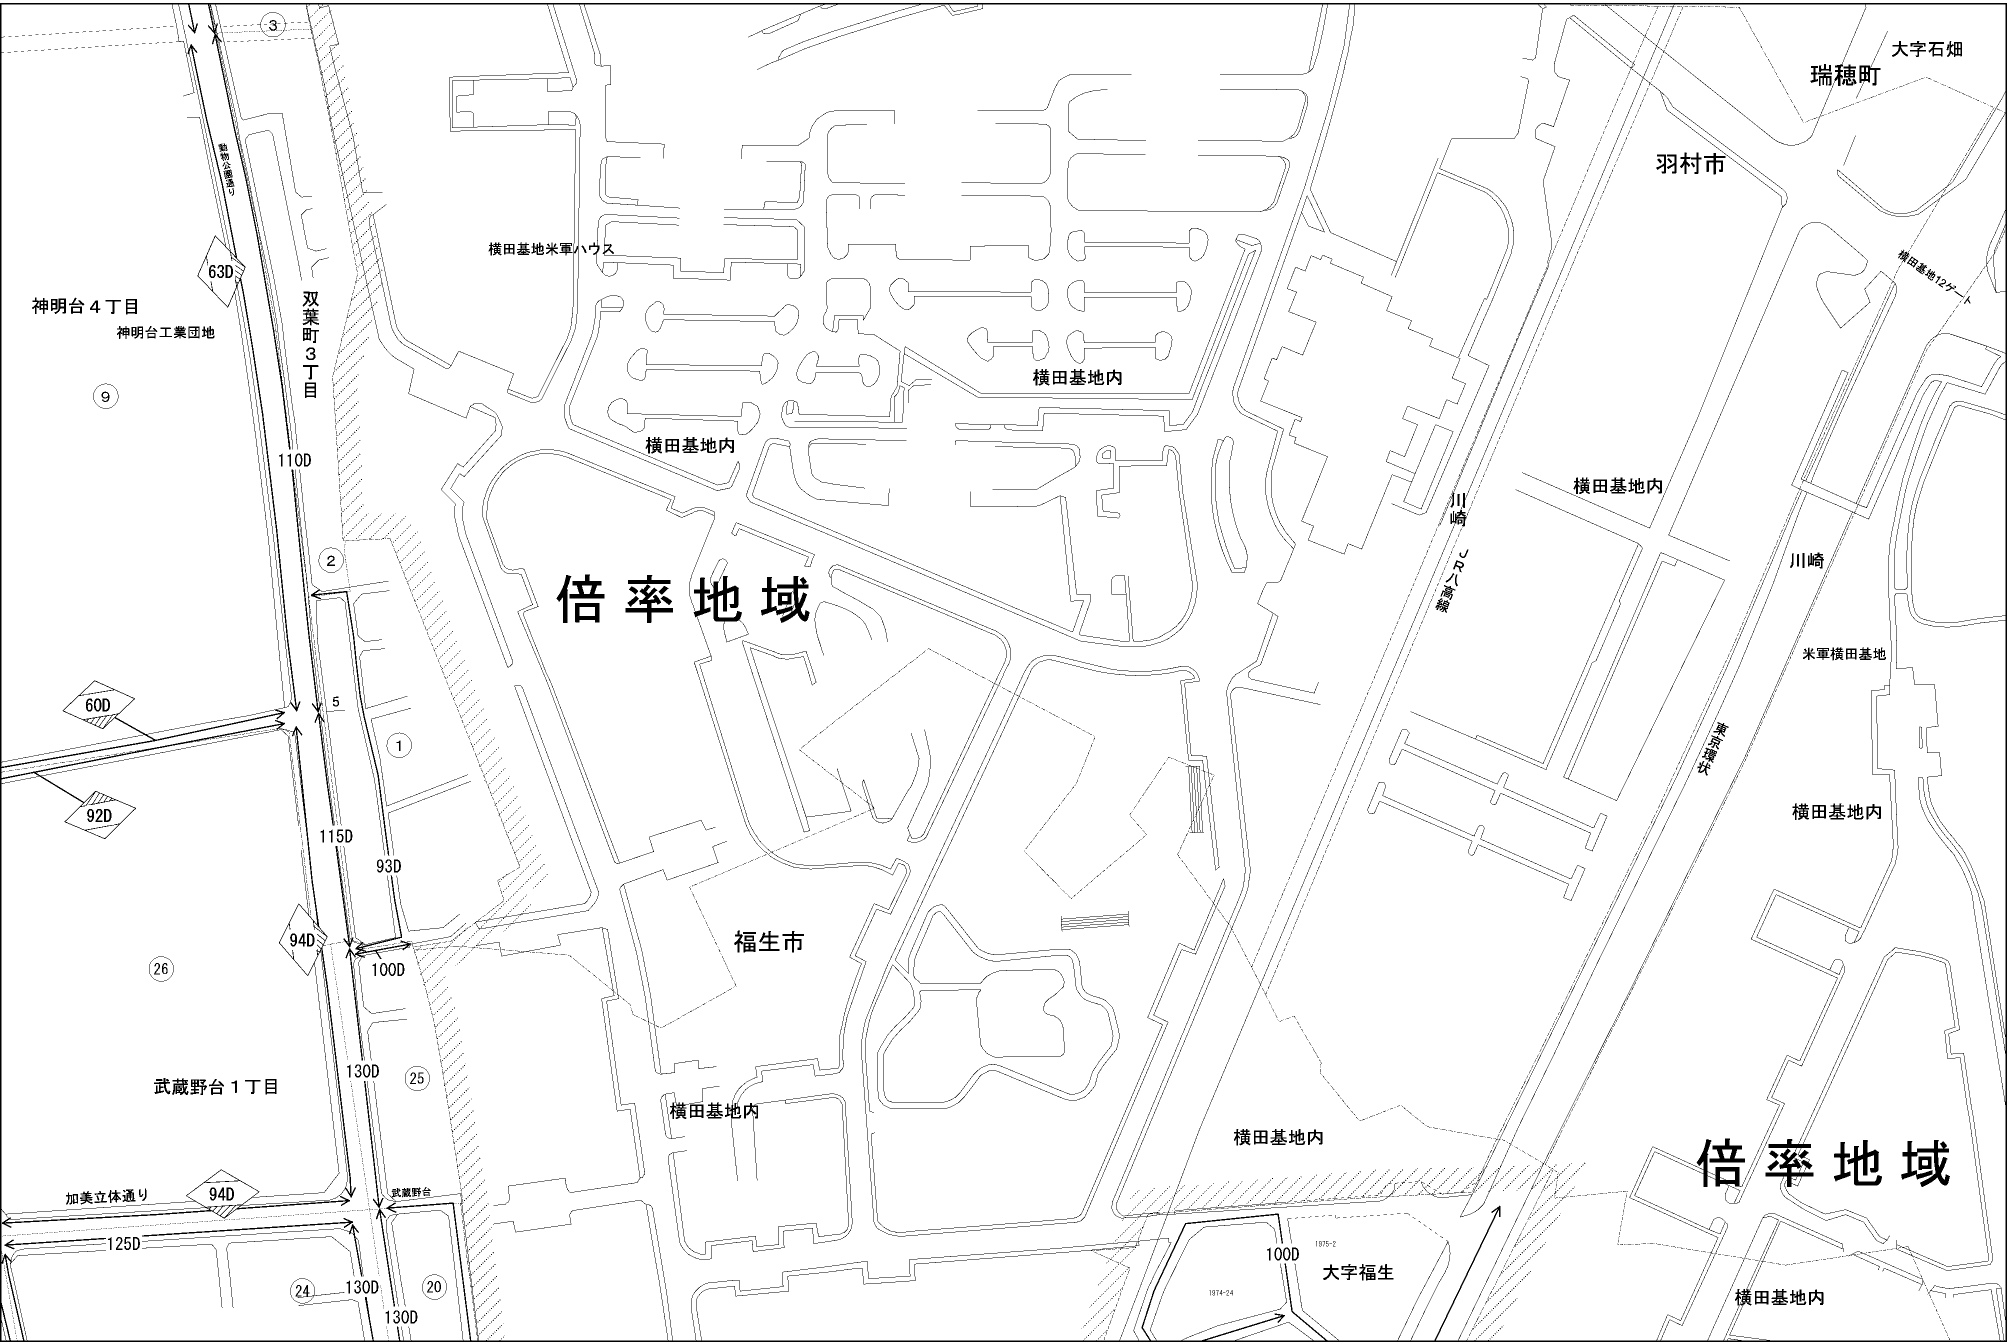 3
大字石畑
瑞穂町
羽村市
動物公園通り
横田基地米軍ハウス
63D
横田基地12ゲート
神明台4丁目
双葉町3丁目
神明台工業団地
横田基地内
9
横田基地内
110D
横田基地内
川崎
2
JR八高線
川崎
倍率地域
米軍横田基地
60D
5
1
東京環状
92D
115D
横田基地内
93D
94D
福生市
26
100D
130D
25
武蔵野台1丁目
横田基地内
横田基地内
倍率地域
加美立体通り
94D
武蔵野台
125D
100D
1975-2
大字福生
24
130D
20
1974-24
横田基地内
130D